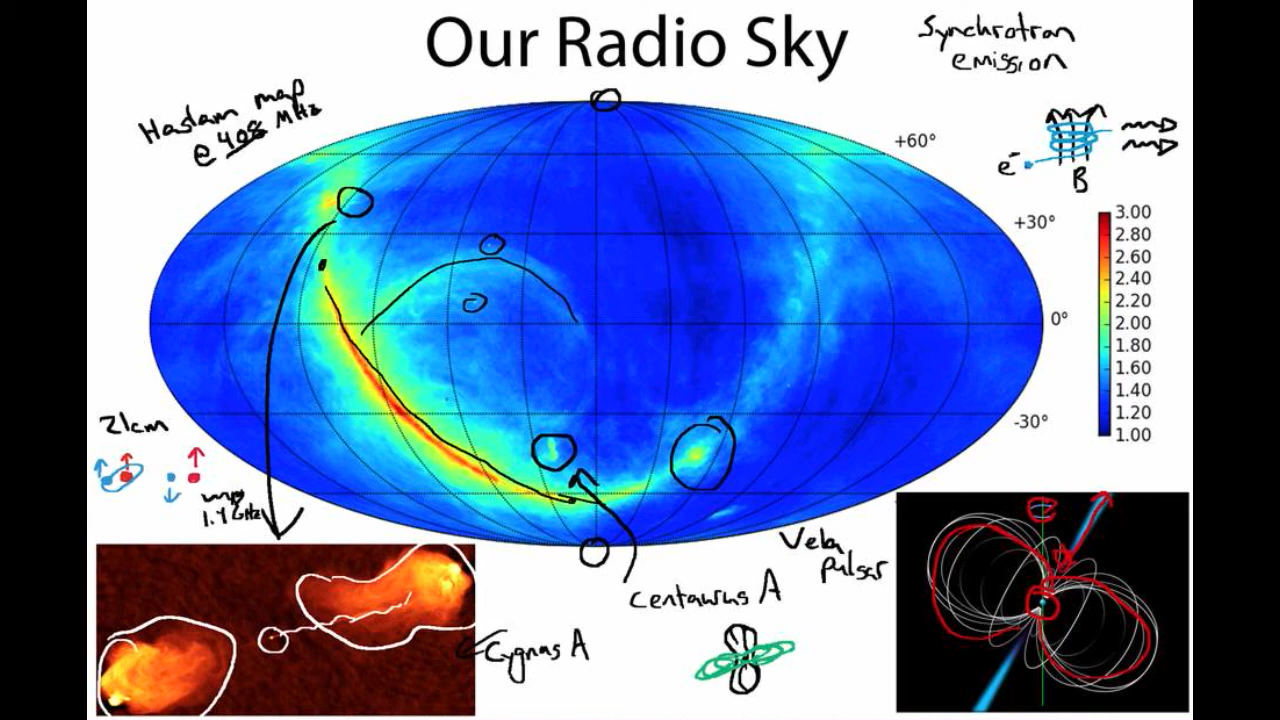 Our Radio Sky
Synchrotron
emission
Haslam map
@ 408 MHz
e-
B
+60°
+30°
0°
-30°
3.00
2.80
2.60
2.40
2.20
2.00
1.80
1.60
1.40
1.20
1.00
21cm
1.4 GHz
Vela
pulsar
Centaurus A
Cygnus A